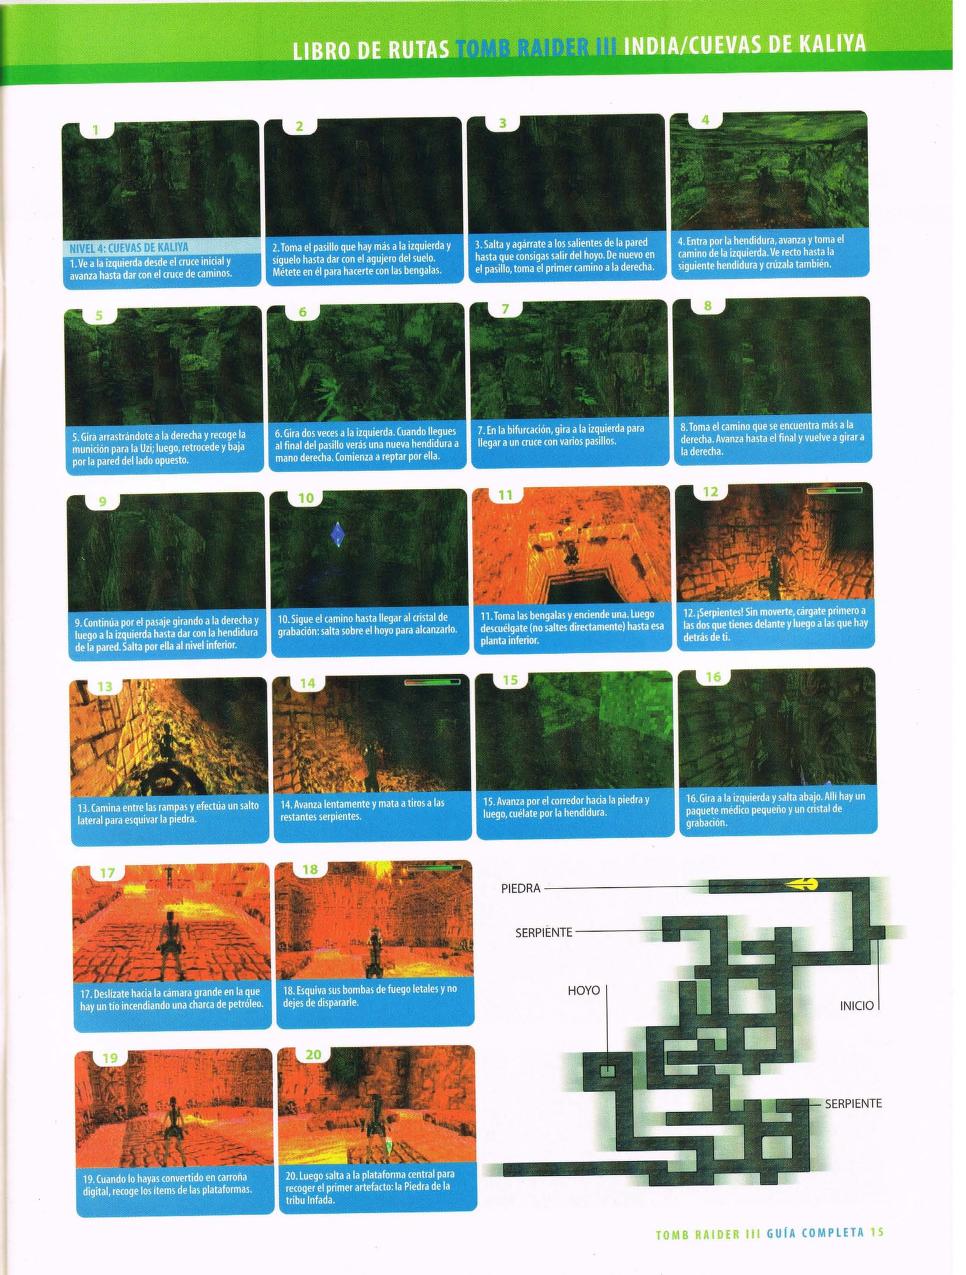 LIBRO DE RUTAS TOMB RAIDER III INDIA/CUEVAS DE KALIYA
1
NIVEL 4: CUEVAS DE KALIYA
1. Ve a la izquierda desde el cruce inicial y
avanza hasta dar con el cruce de caminos.
2
2. Toma el pasillo que hay más a la izquierda y
síguelo hasta dar con el agujero del suelo.
Métete en él para hacerte con las bengalas.
3
3. Salta y agárrate a los salientes de la pared
hasta que consigas salir del hoyo. De nuevo en
el pasillo, toma el primer camino a la derecha.
4
4. Entra por la hendidura, avanza y toma el
camino de la izquierda. Ve recto hasta la
siguiente hendidura y crúzala también.
5
5. Gira arrastrándote a la derecha y recoge la
munición para la Uzi; luego, retrocede y baja
por la pared del lado opuesto.
6
6. Gira dos veces a la izquierda. Cuando llegues
al final del pasillo verás una nueva hendidura a
mano derecha. Comienza a reptar por ella.
7
7. En la bifurcación, gira a la izquierda para
llegar a un cruce con varios pasillos.
8
8. Toma el camino que se encuentra más a la
derecha. Avanza hasta el final y vuelve a girar a
la derecha.
9
9. Continúa por el pasaje girando a la derecha y
luego a la izquierda hasta dar con la hendidura
de la pared. Salta por ella al nivel inferior.
10
10. Sigue el camino hasta llegar al cristal de
grabación: salta sobre el hoyo para alcanzarlo.
11
11. Toma las bengalas y enciende una. Luego
descuélgate (no saltes directamente) hasta esa
planta inferior.
12
12. ¡Serpientes! Sin moverte, cárgate primero a
las dos que tienes delante y luego a las que hay
detrás de ti.
13
13. Camina entre las rampas y efectúa un salto
lateral para esquivar la piedra.
14
14. Avanza lentamente y mata a tiros a las
restantes serpientes.
15
15. Avanza por el corredor hacia la piedra y
luego, cuélate por la hendidura.
16
16. Gira a la izquierda y salta abajo. Allí hay un
paquete médico pequeño y un cristal de
grabación.
17
17. Deslízate hacia la cámara grande en la que
hay un tío incendiando una charca de petróleo.
18
18. Esquiva sus bombas de fuego letales y no
dejes de dispararle.
19
19. Cuando lo hayas convertido en carroña
digital, recoge los ítems de las plataformas.
20
20. Luego salta a la plataforma central para
recoger el primer artefacto: la Piedra de la
tribu Infada.
PIEDRA
SERPIENTE
HOYO
INICIO
SERPIENTE
TOMB RAIDER III GUÍA COMPLETA 15